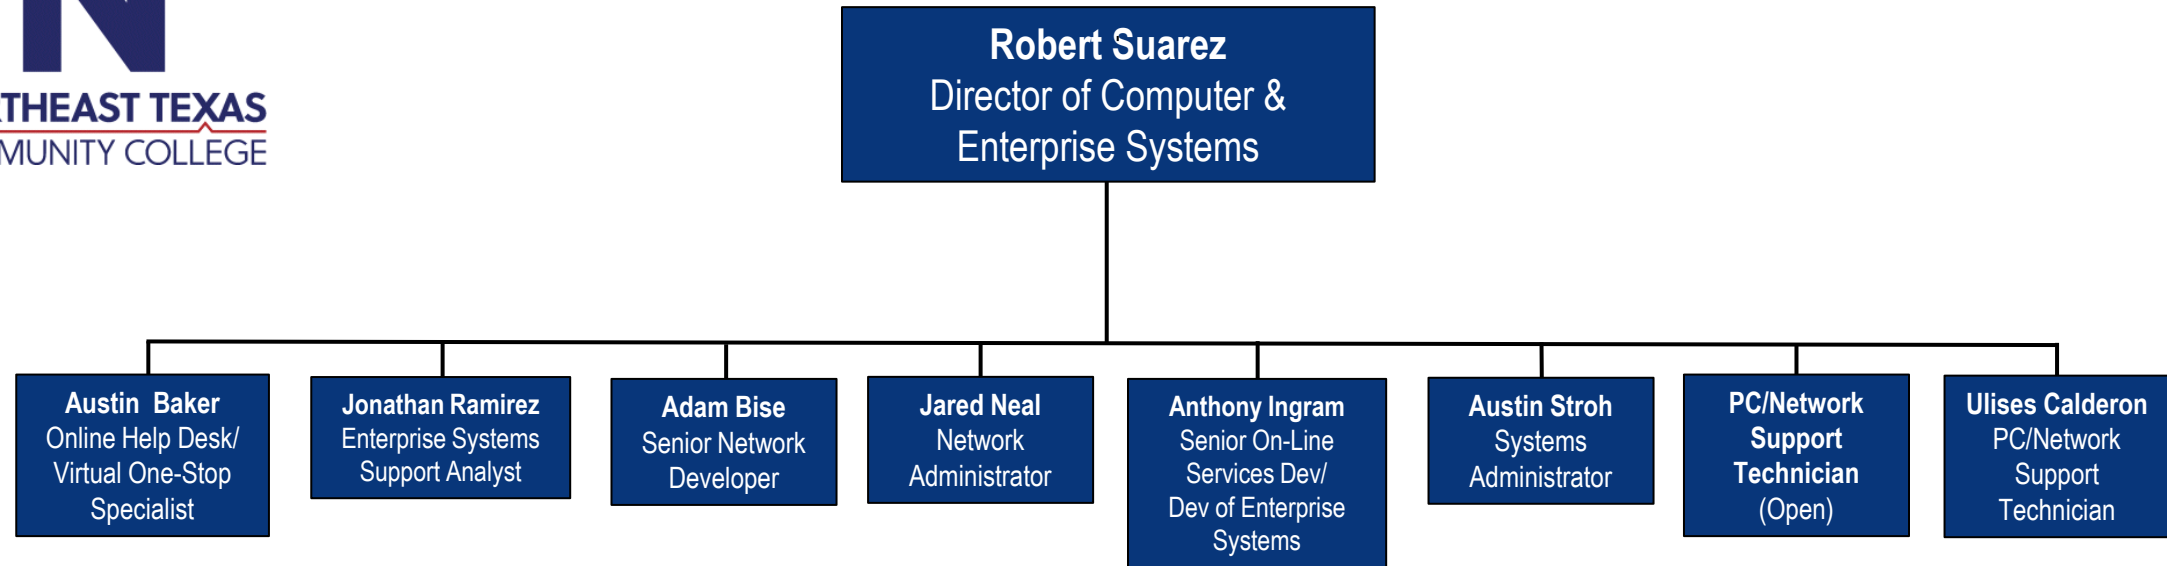 N
RTHEAST TEXAS
MUNITY COLLEGE
Robert Suarez
Director of Computer &
Enterprise Systems
Austin  Baker
Online Help Desk/
Virtual One-Stop
Specialist
Jonathan Ramirez
Enterprise Systems
Support Analyst
Adam Bise
Senior Network
Developer
Jared Neal
Network
Administrator
Anthony Ingram
Senior On-Line
Services Dev/
Dev of Enterprise
Systems
Austin Stroh
Systems
Administrator
PC/Network
Support
Technician
(Open)
Ulises Calderon
PC/Network
Support
Technician